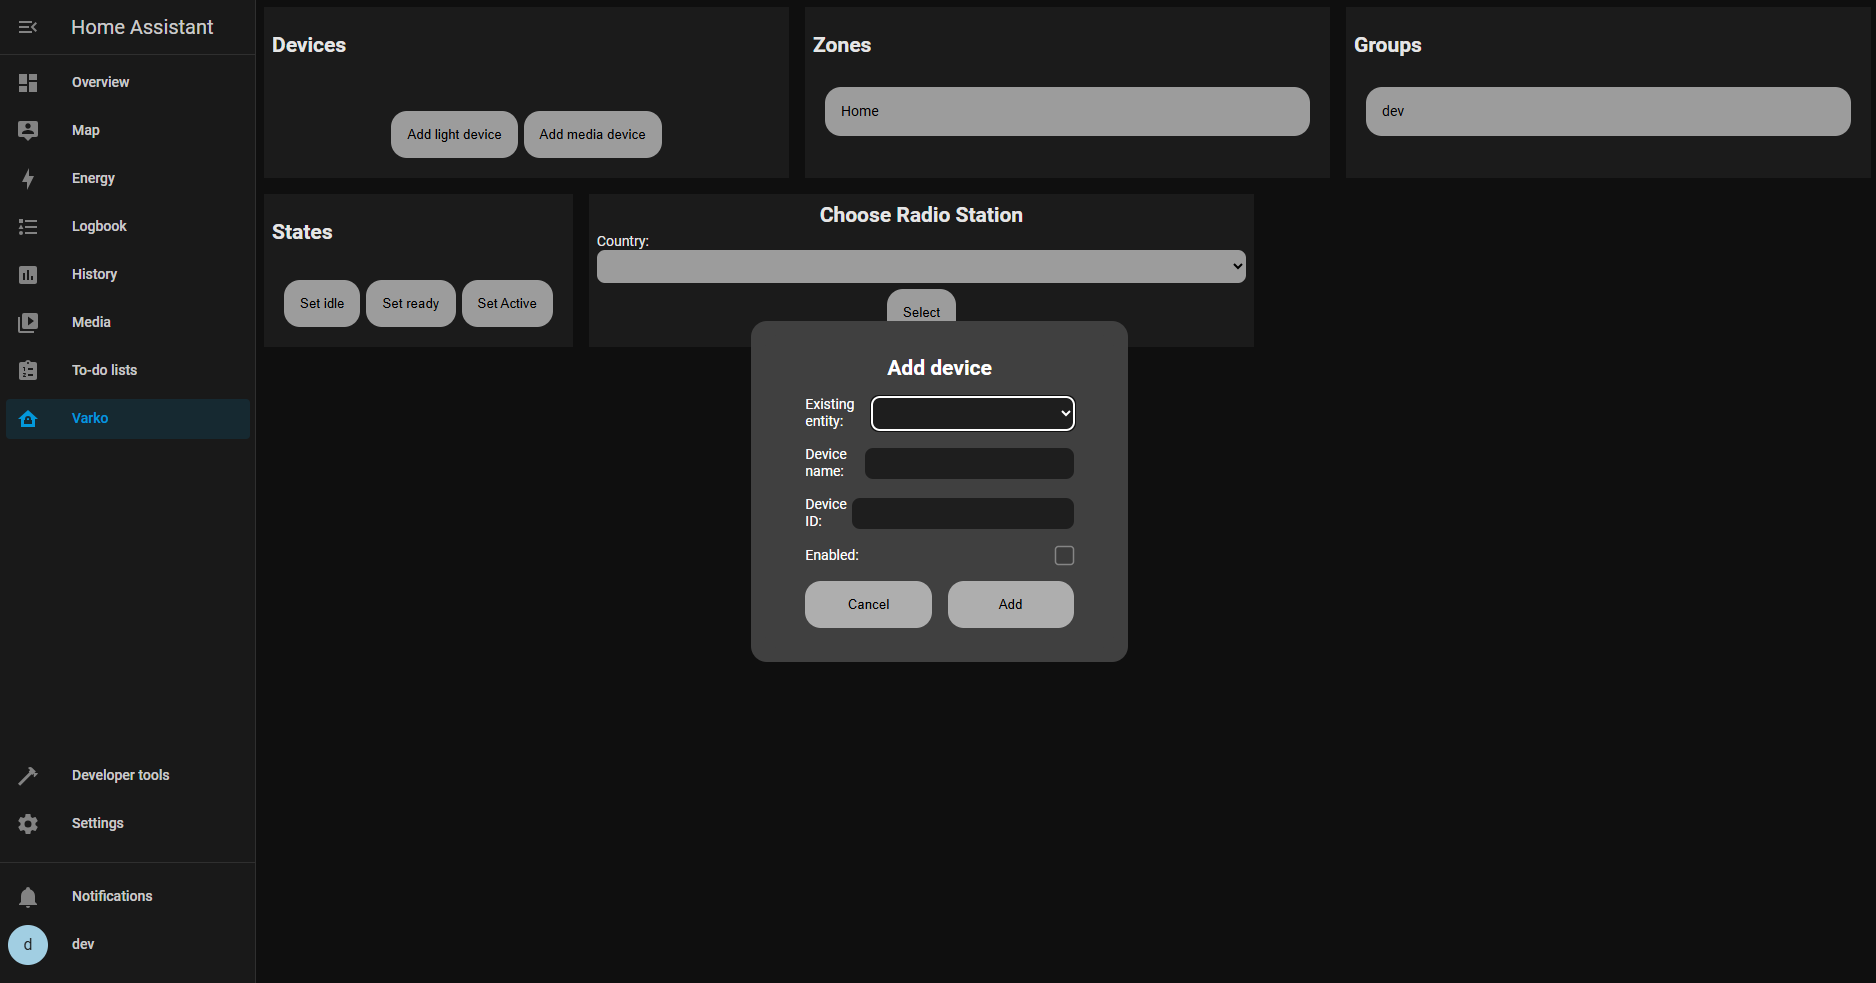 Home Assistant
Overview
Map
Energy
Logbook
History
Media
To-do lists
Varko
Developer tools
Settings
Notifications
d
dev
Devices
Add light device
Add media device
Zones
Home
Groups
dev
States
Set idle
Set ready
Set Active
Choose Radio Station
Country:
Select
Add device
Existing
entity:
Device
name:
Device
ID:
Enabled:
Cancel
Add